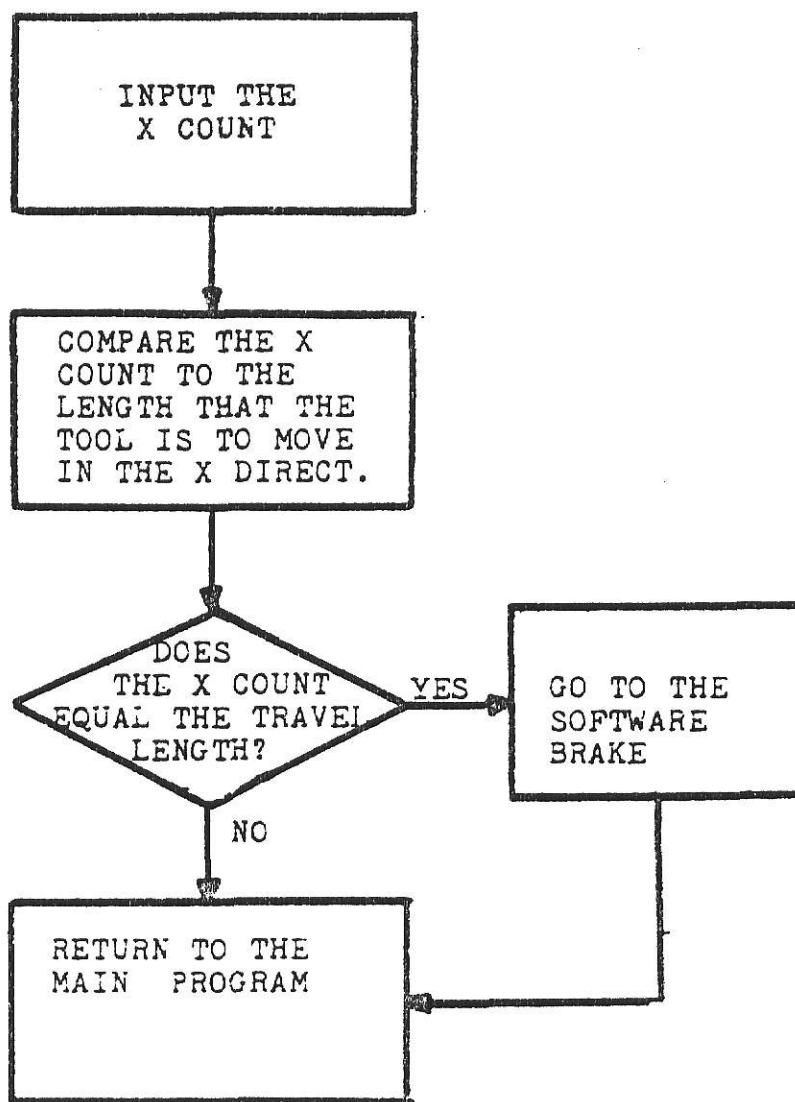 INPUT THE
X COUNT
COMPARE THE X
COUNT TO THE
LENGTH THAT THE
TOOL IS TO MOVE
IN THE X DIRECT.
DOES
THE X COUNT
EQUAL THE TRAVEL
LENGTH?
YES
GO TO THE
SOFTWARE
BRAKE
NO
RETURN TO THE
MAIN PROGRAM